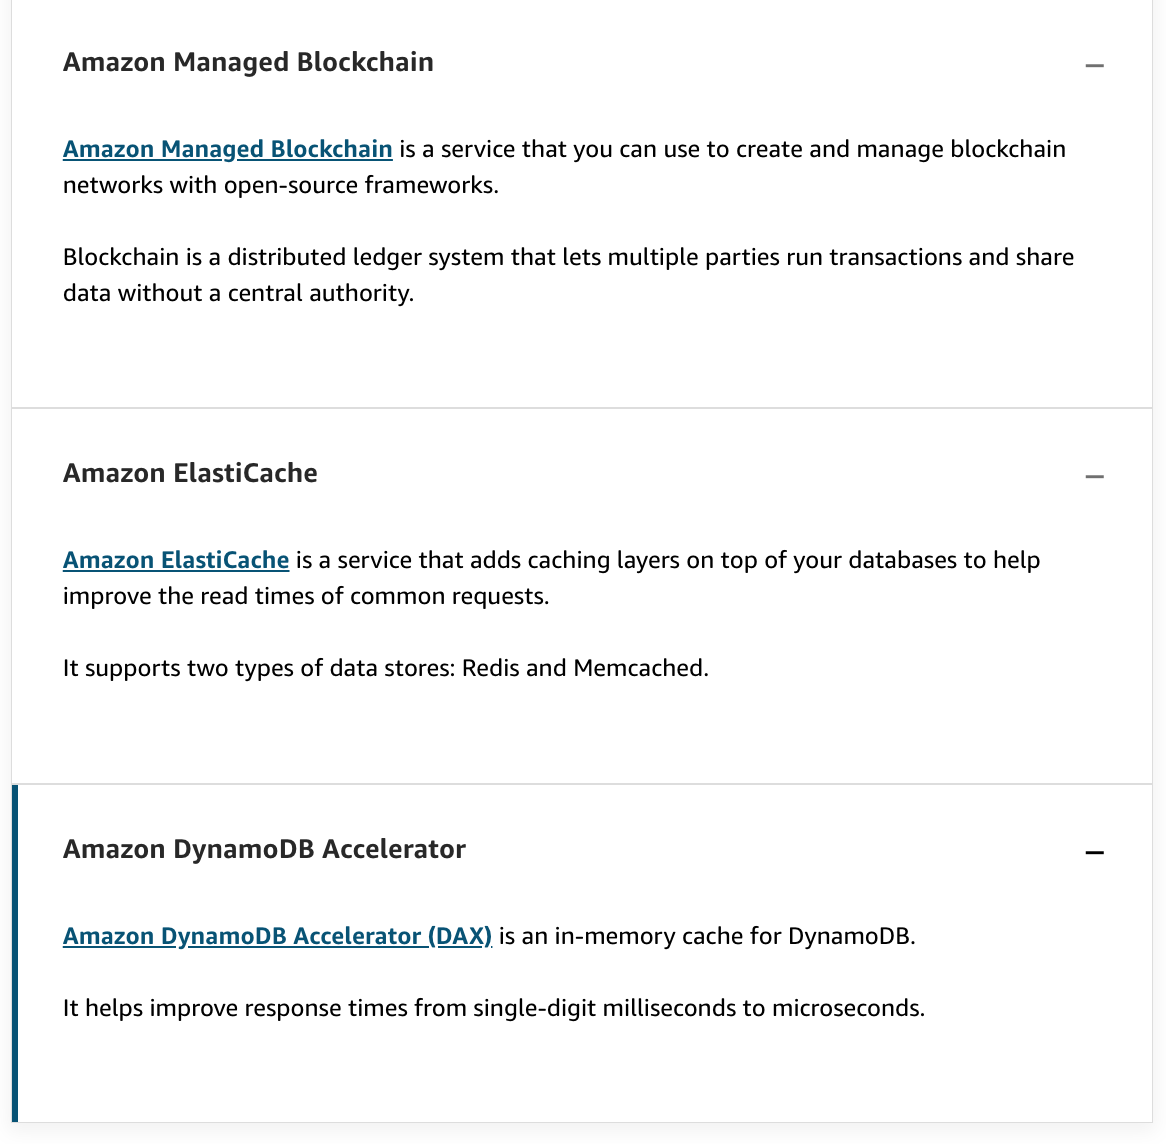 Amazon Managed Blockchain
Amazon Managed Blockchain is a service that you can use to create and manage blockchain
networks with open-source frameworks.
Blockchain is a distributed ledger system that lets multiple parties run transactions and share
data without a central authority.
Amazon ElastiCache
Amazon ElastiCache is a service that adds caching layers on top of your databases to help
improve the read times of common requests.
It supports two types of data stores: Redis and Memcached.
Amazon DynamoDB Accelerator
Amazon DynamoDB Accelerator (DAX) is an in-memory cache for DynamoDB.
It helps improve response times from single-digit milliseconds to microseconds.